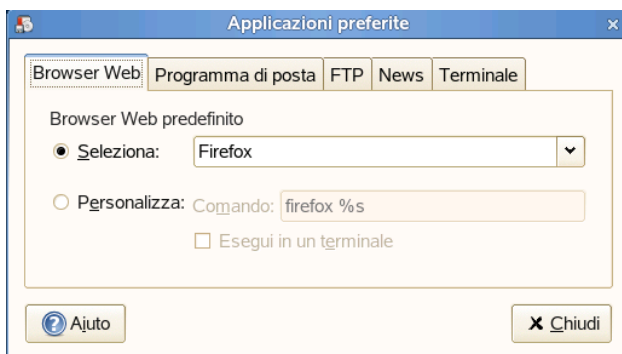 Applicazioni preferite
Browser Web Programma di posta FTP News Terminale
Browser Web predefinito
Seleziona: Firefox
Personalizza: Comando: firefox %s
Esegui in un terminale
Aiuto Chiudi